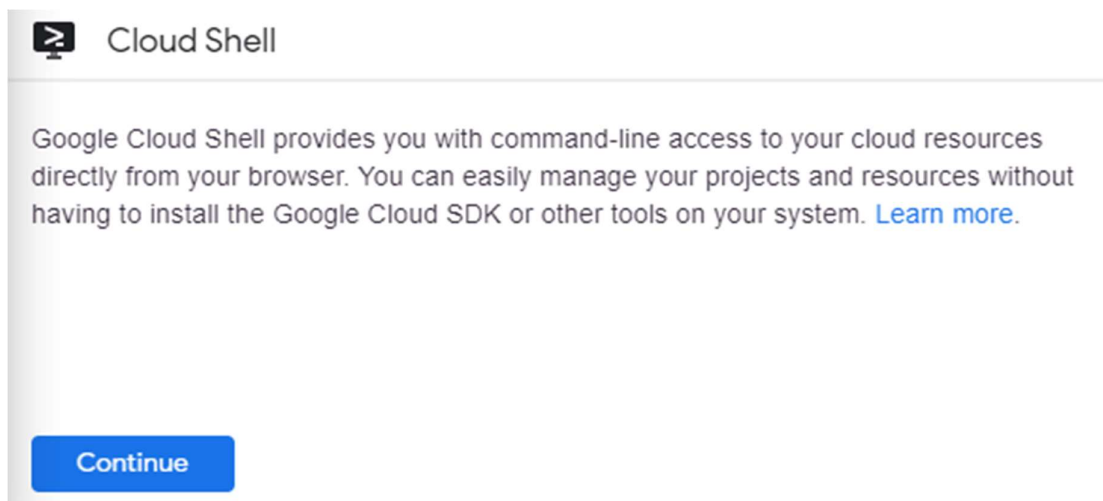 Cloud Shell
Google Cloud Shell provides you with command-line access to your cloud resources
directly from your browser. You can easily manage your projects and resources without
having to install the Google Cloud SDK or other tools on your system. Learn more.
Continue